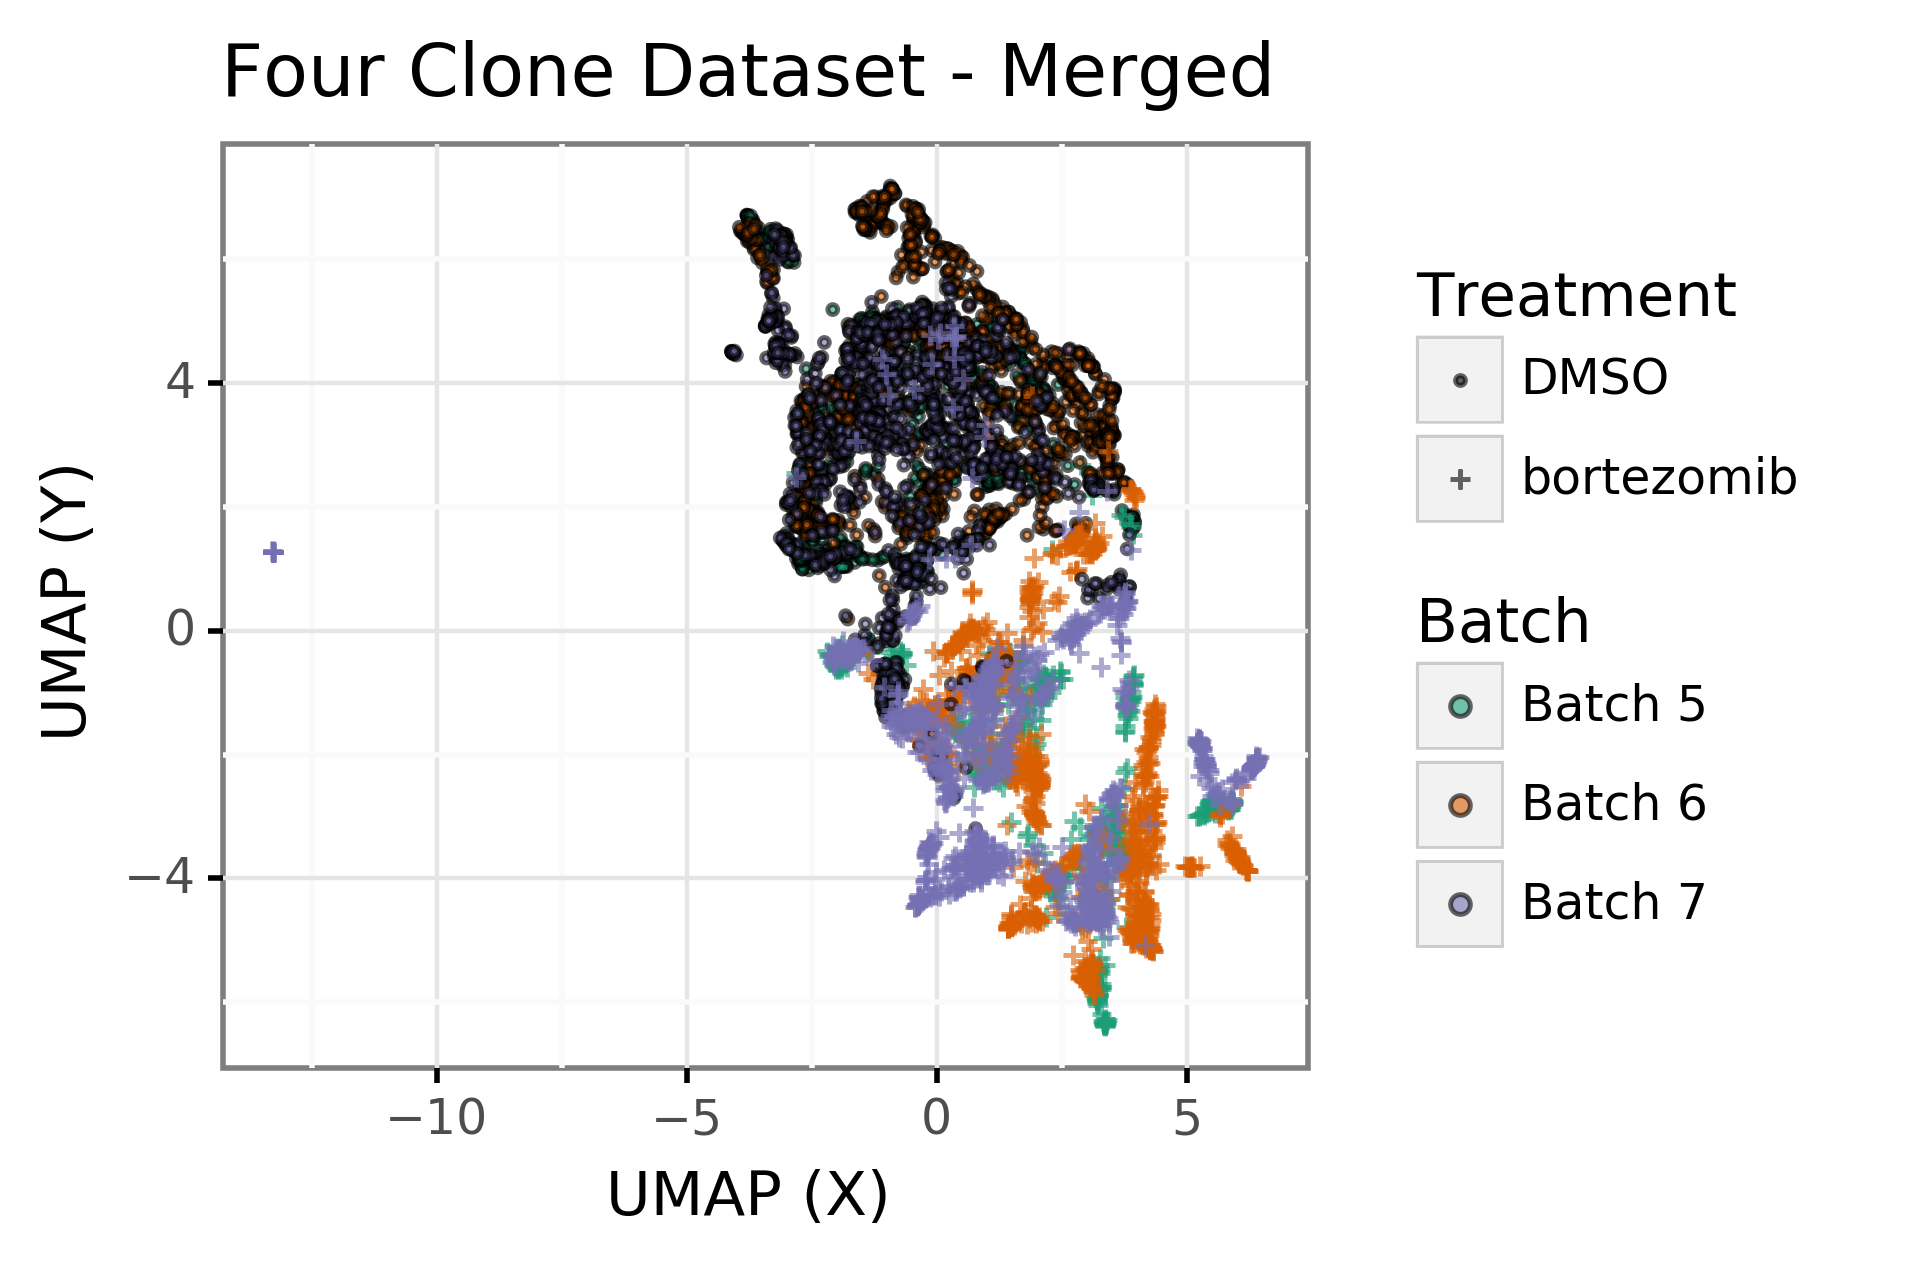 Four Clone Dataset - Merged
UMAP (Y)
4
0
−4
−10
−5
0
5
UMAP (X)
Treatment
DMSO
bortezomib
Batch
Batch 5
Batch 6
Batch 7